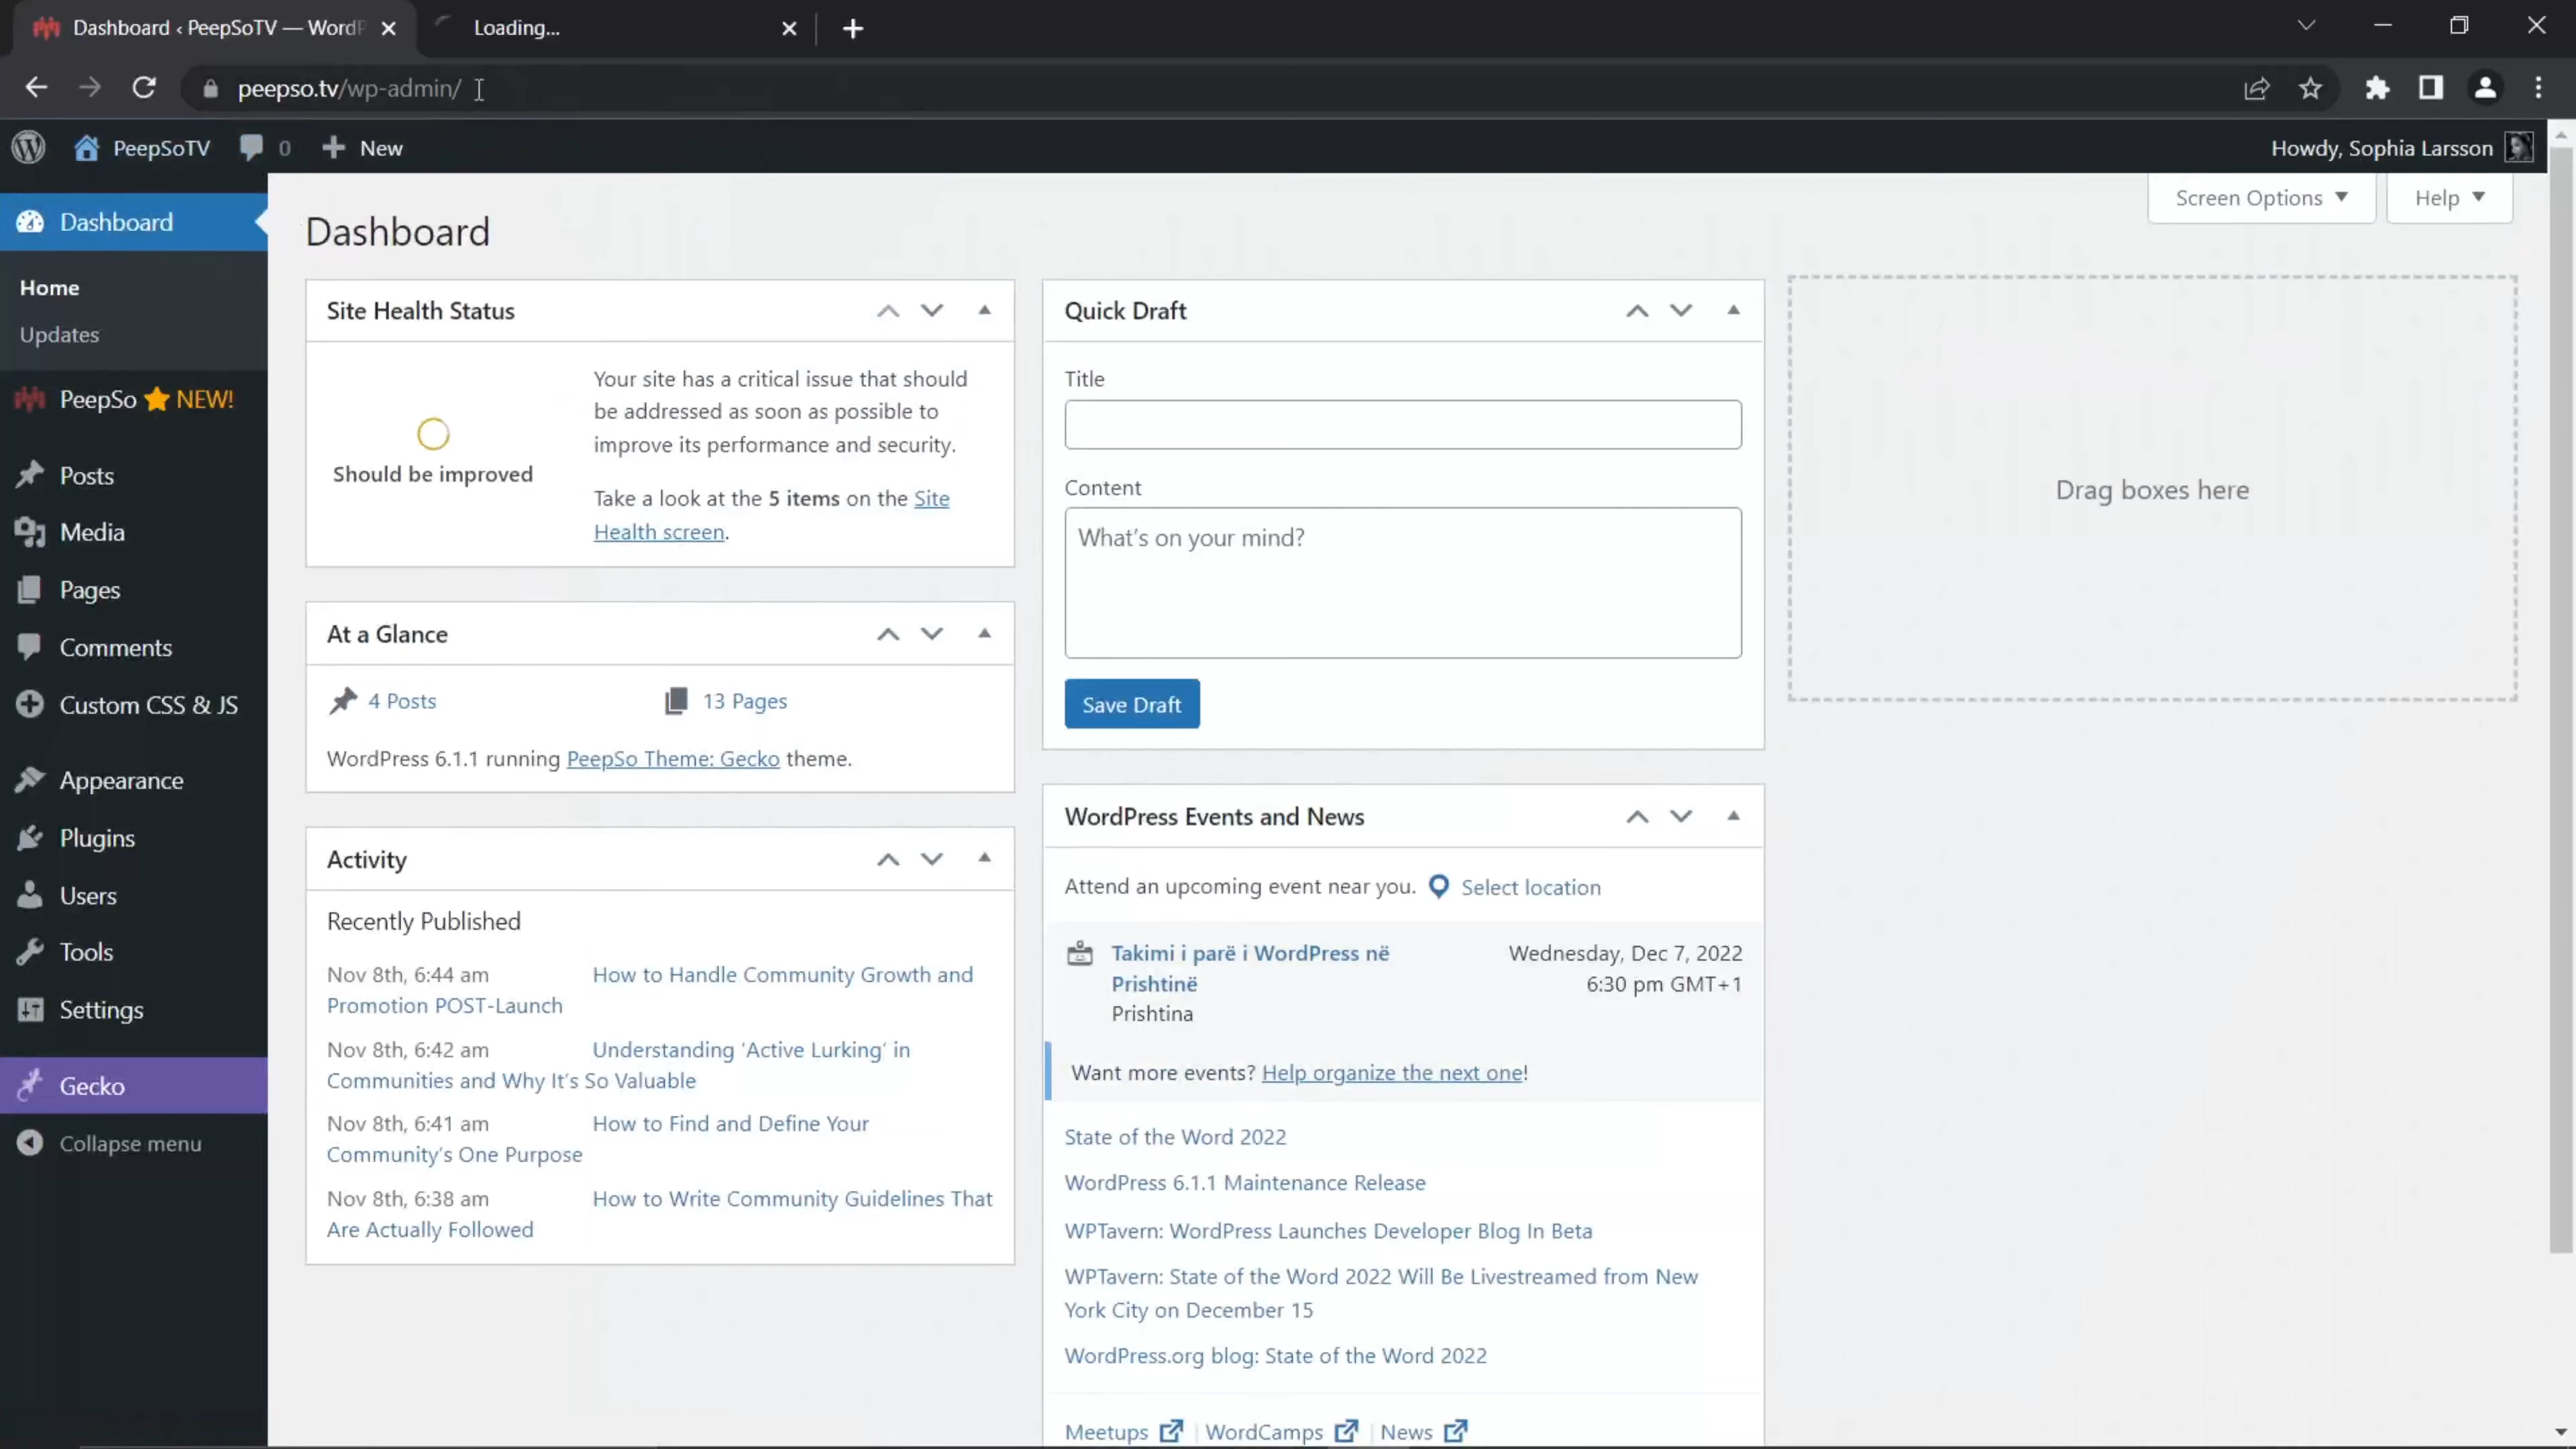 Dashboard ‹ PeepSoTV — WordP
Loading...
peepso.tv/wp-admin/
PeepSoTV
0
New
Howdy, Sophia Larsson
Screen Options
Help
Dashboard
Home
Updates
PeepSo ⭐ NEW!
Posts
Media
Pages
Comments
Custom CSS & JS
Appearance
Plugins
Users
Tools
Settings
Gecko
Collapse menu
Dashboard
Site Health Status
Should be improved
Your site has a critical issue that should
be addressed as soon as possible to
improve its performance and security.
Take a look at the 5 items on the Site
Health screen.
At a Glance
4 Posts
13 Pages
WordPress 6.1.1 running PeepSo Theme: Gecko theme.
Activity
Recently Published
Nov 8th, 6:44 am How to Handle Community Growth and
Promotion POST-Launch
Nov 8th, 6:42 am Understanding ‘Active Lurking’ in
Communities and Why It’s So Valuable
Nov 8th, 6:41 am How to Find and Define Your
Community’s One Purpose
Nov 8th, 6:38 am How to Write Community Guidelines That
Are Actually Followed
Quick Draft
Title
Content
What’s on your mind?
Save Draft
WordPress Events and News
Attend an upcoming event near you. Select location
Takimi i parë i WordPress në
Prishtinë
Prishtina
Wednesday, Dec 7, 2022
6:30 pm GMT+1
Want more events? Help organize the next one!
State of the Word 2022
WordPress 6.1.1 Maintenance Release
WPTavern: WordPress Launches Developer Blog In Beta
WPTavern: State of the Word 2022 Will Be Livestreamed from New
York City on December 15
WordPress.org blog: State of the Word 2022
Meetups | WordCamps | News
Drag boxes here